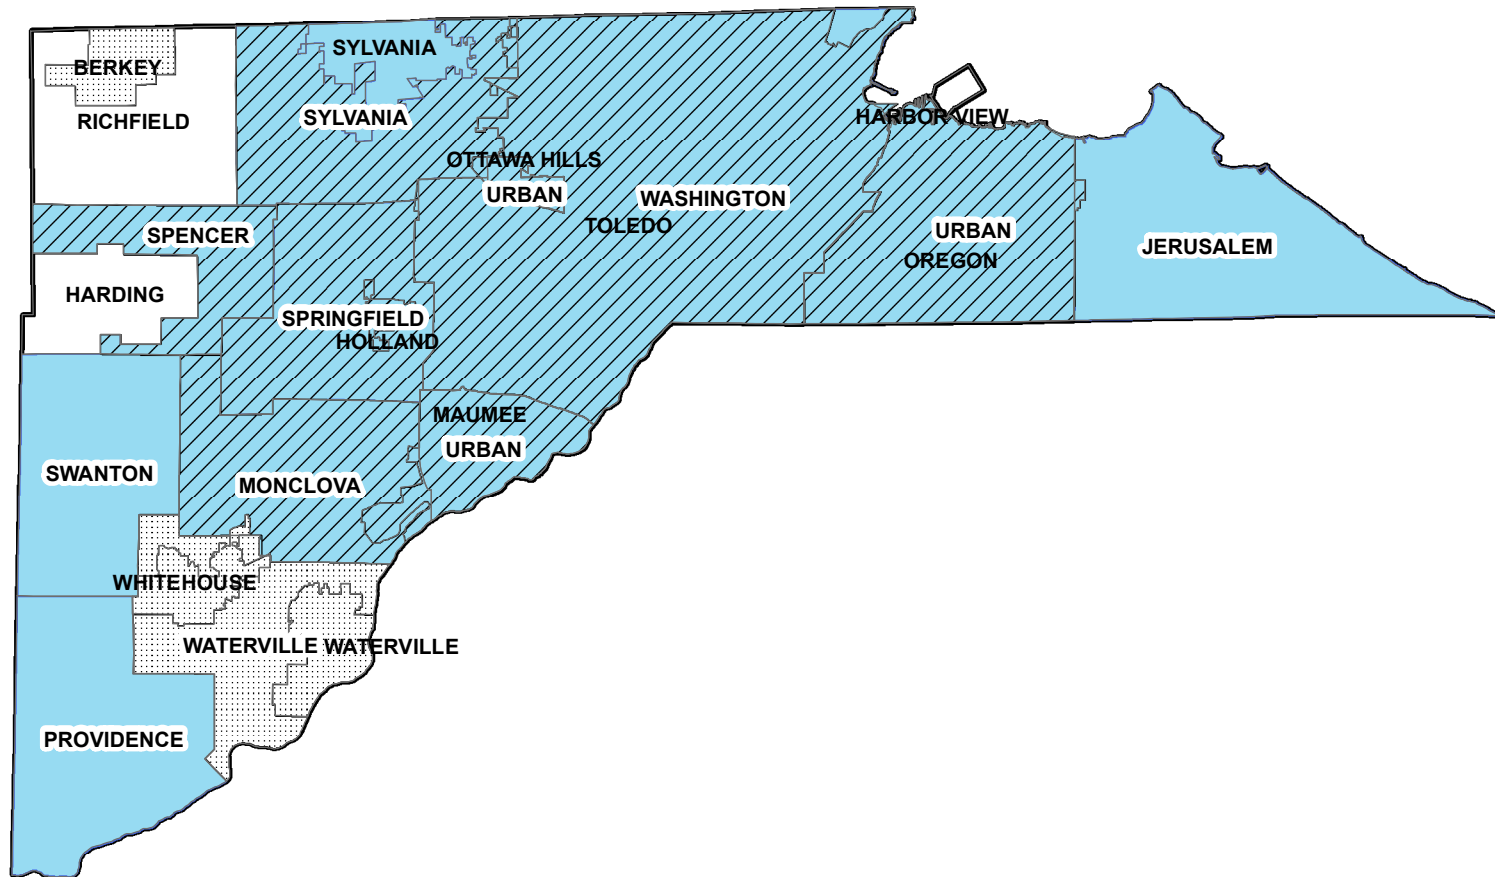 SYLVANIA
BERKEY
RICHFIELD
SYLVANIA
HARBOR VIEW
OTTAWA HILLS
URBAN
WASHINGTON
TOLEDO
SPENCER
URBAN
OREGON
JERUSALEM
HARDING
SPRINGFIELD
HOLLAND
MAUMEE
URBAN
SWANTON
MONCLOVA
WHITEHOUSE
WATERVILLE
WATERVILLE
PROVIDENCE